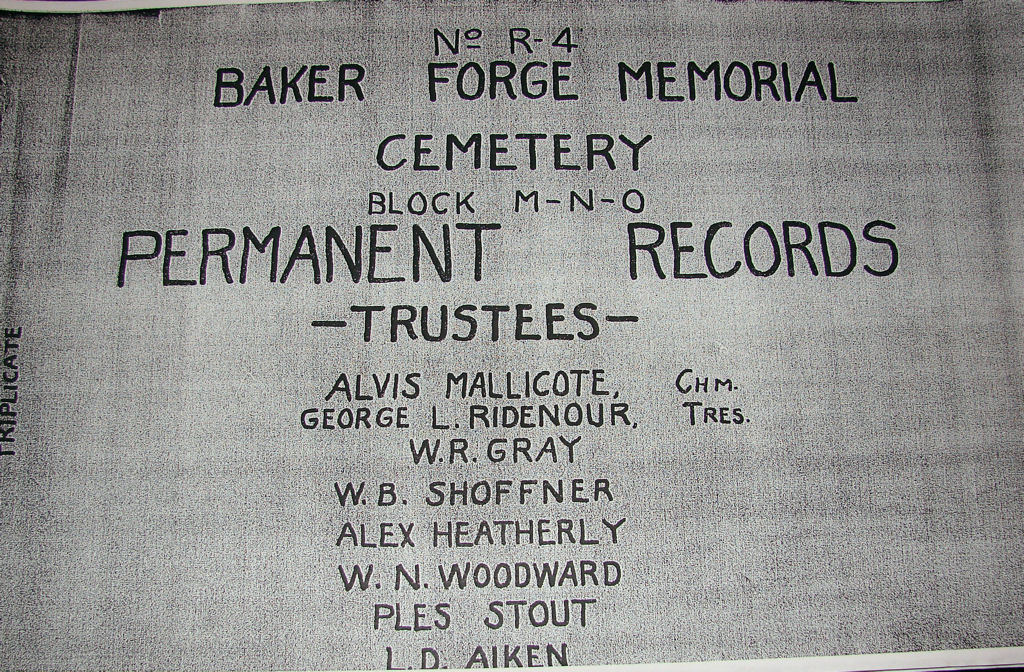 Nº R-4
BAKER FORGE MEMORIAL
CEMETERY
BLOCK M-N-O
PERMANENT RECORDS
-TRUSTEES-
ALVIS MALLICOTE, CHM.
GEORGE L. RIDENOUR, TRES.
W.R. GRAY
W. B. SHOFFNER
ALEX HEATHERLY
W. N. WOODWARD
PLES STOUT
L.D. AIKEN
TRIPLICATE